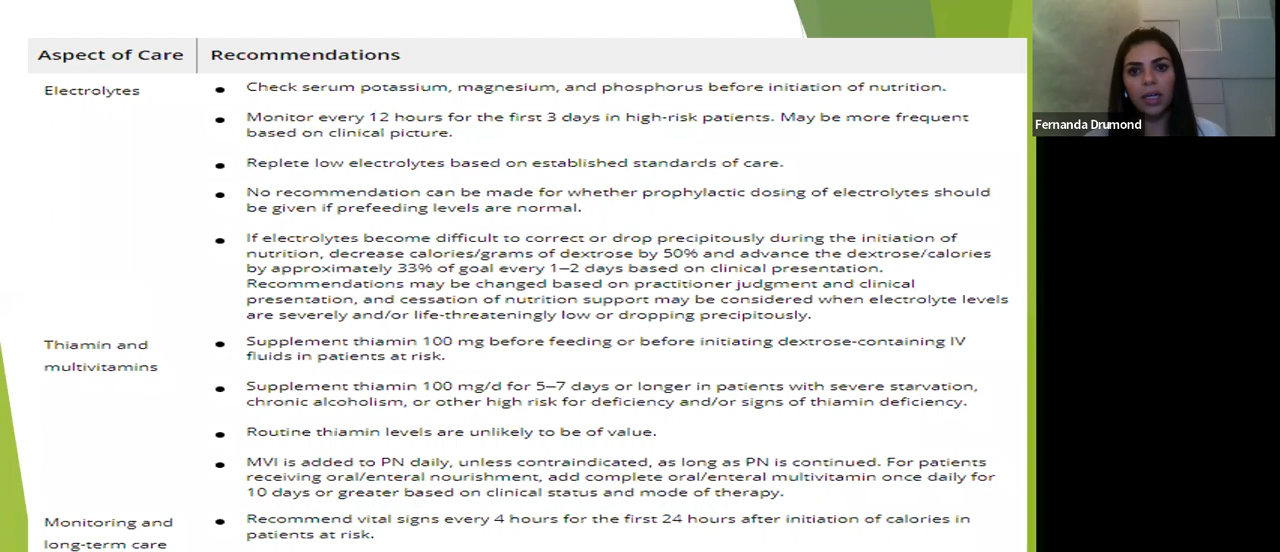 Aspect of Care
Recommendations
Electrolytes
Check serum potassium, magnesium, and phosphorus before initiation of nutrition.
Monitor every 12 hours for the first 3 days in high-risk patients. May be more frequent
based on clinical picture.
Replete low electrolytes based on established standards of care.
No recommendation can be made for whether prophylactic dosing of electrolytes should
be given if prefeeding levels are normal.
If electrolytes become difficult to correct or drop precipitously during the initiation of
nutrition, decrease calories/grams of dextrose by 50% and advance the dextrose/calories
by approximately 33% of goal every 1–2 days based on clinical presentation.
Recommendations may be changed based on practitioner judgment and clinical
presentation, and cessation of nutrition support may be considered when electrolyte levels
are severely and/or life-threateningly low or dropping precipitously.
Thiamin and
multivitamins
Supplement thiamin 100 mg before feeding or before initiating dextrose-containing IV
fluids in patients at risk.
Supplement thiamin 100 mg/d for 5–7 days or longer in patients with severe starvation,
chronic alcoholism, or other high risk for deficiency and/or signs of thiamin deficiency.
Routine thiamin levels are unlikely to be of value.
MVI is added to PN daily, unless contraindicated, as long as PN is continued. For patients
receiving oral/enteral nourishment, add complete oral/enteral multivitamin once daily for
10 days or greater based on clinical status and mode of therapy.
Monitoring and
long-term care
Recommend vital signs every 4 hours for the first 24 hours after initiation of calories in
patients at risk.
Fernanda Drumond